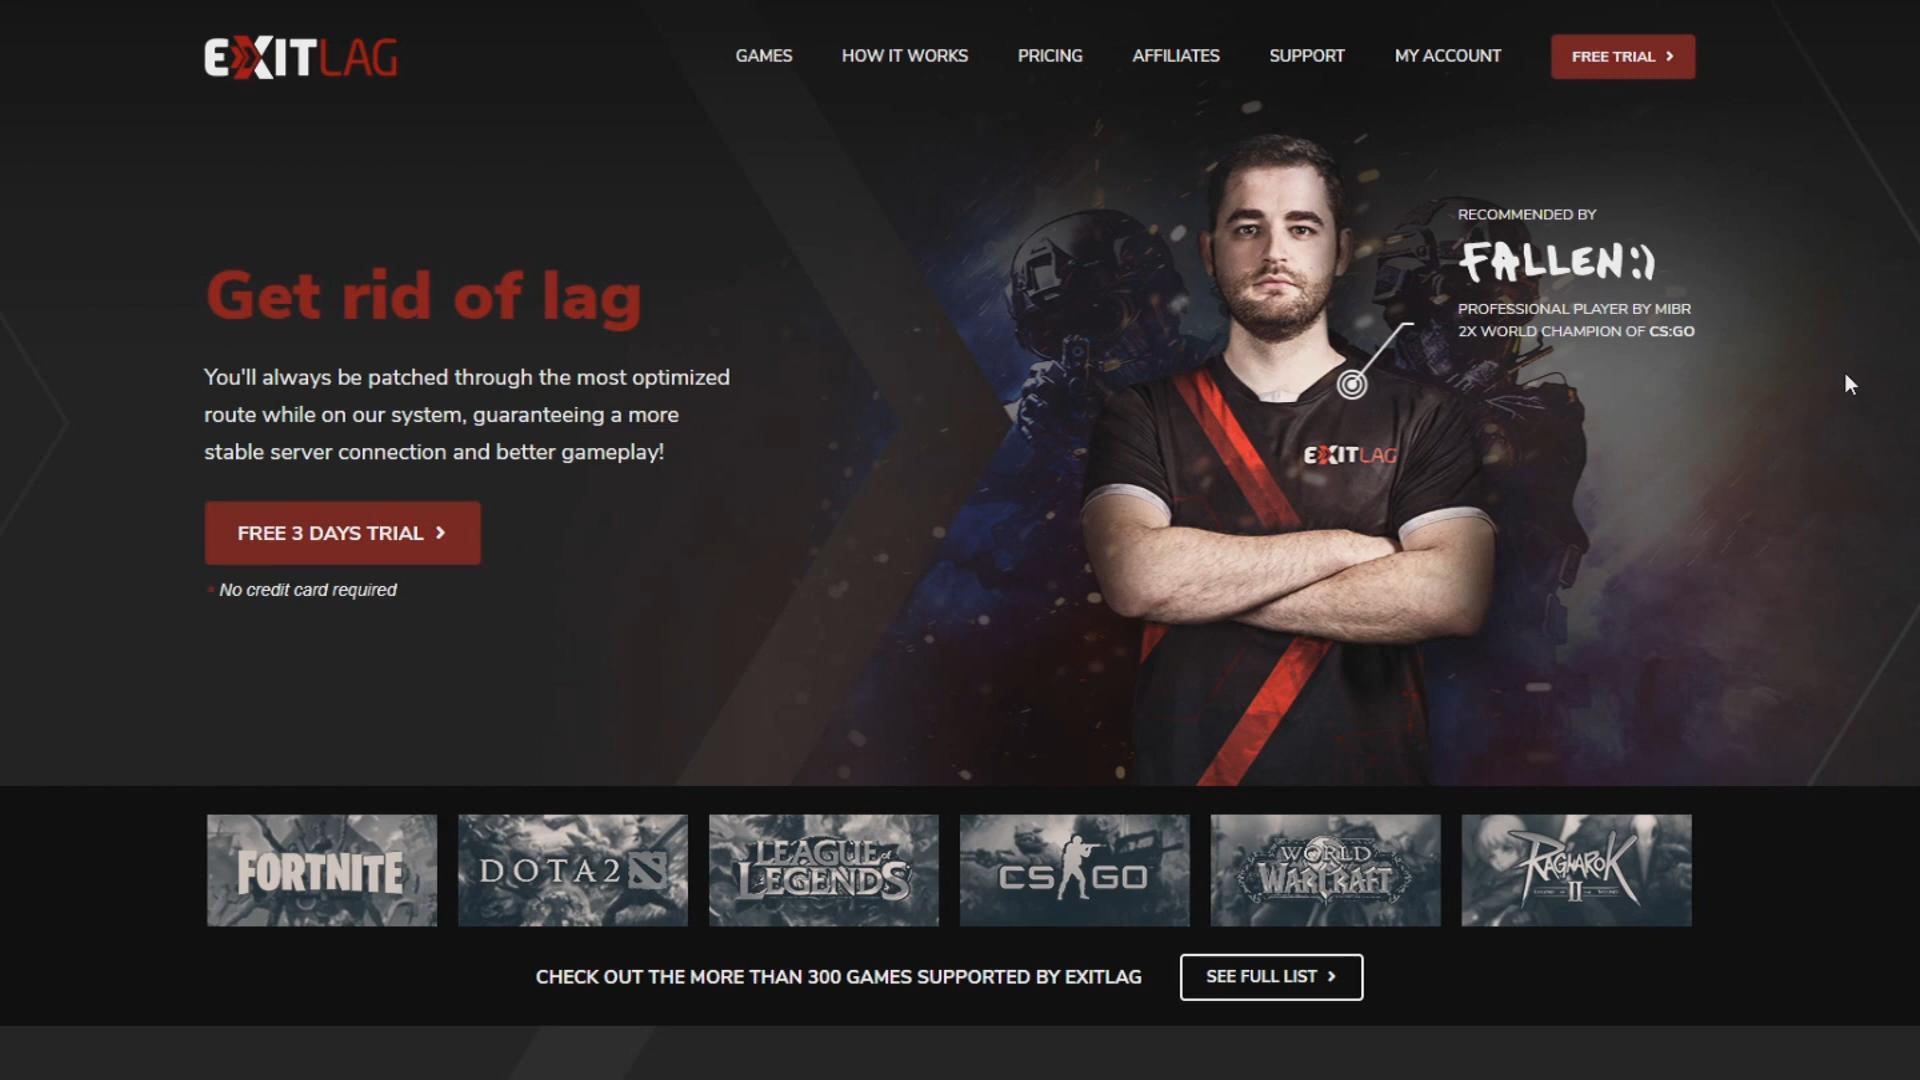 EXITLAG
GAMES
HOW IT WORKS
PRICING
AFFILIATES
SUPPORT
MY ACCOUNT
FREE TRIAL
RECOMMENDED BY
FALLEN:)
PROFESSIONAL PLAYER BY MIBR
2X WORLD CHAMPION OF CS:GO
Get rid of lag
You'll always be patched through the most optimized
route while on our system, guaranteeing a more
stable server connection and better gameplay!
EXITLAG
FREE 3 DAYS TRIAL
* No credit card required
FORTNITE
DOTA 2
LEAGUE of
LEGENDS
CS GO
WORLD
WARCRAFT
RAGNAROK
II
CHECK OUT THE MORE THAN 300 GAMES SUPPORTED BY EXITLAG
SEE FULL LIST